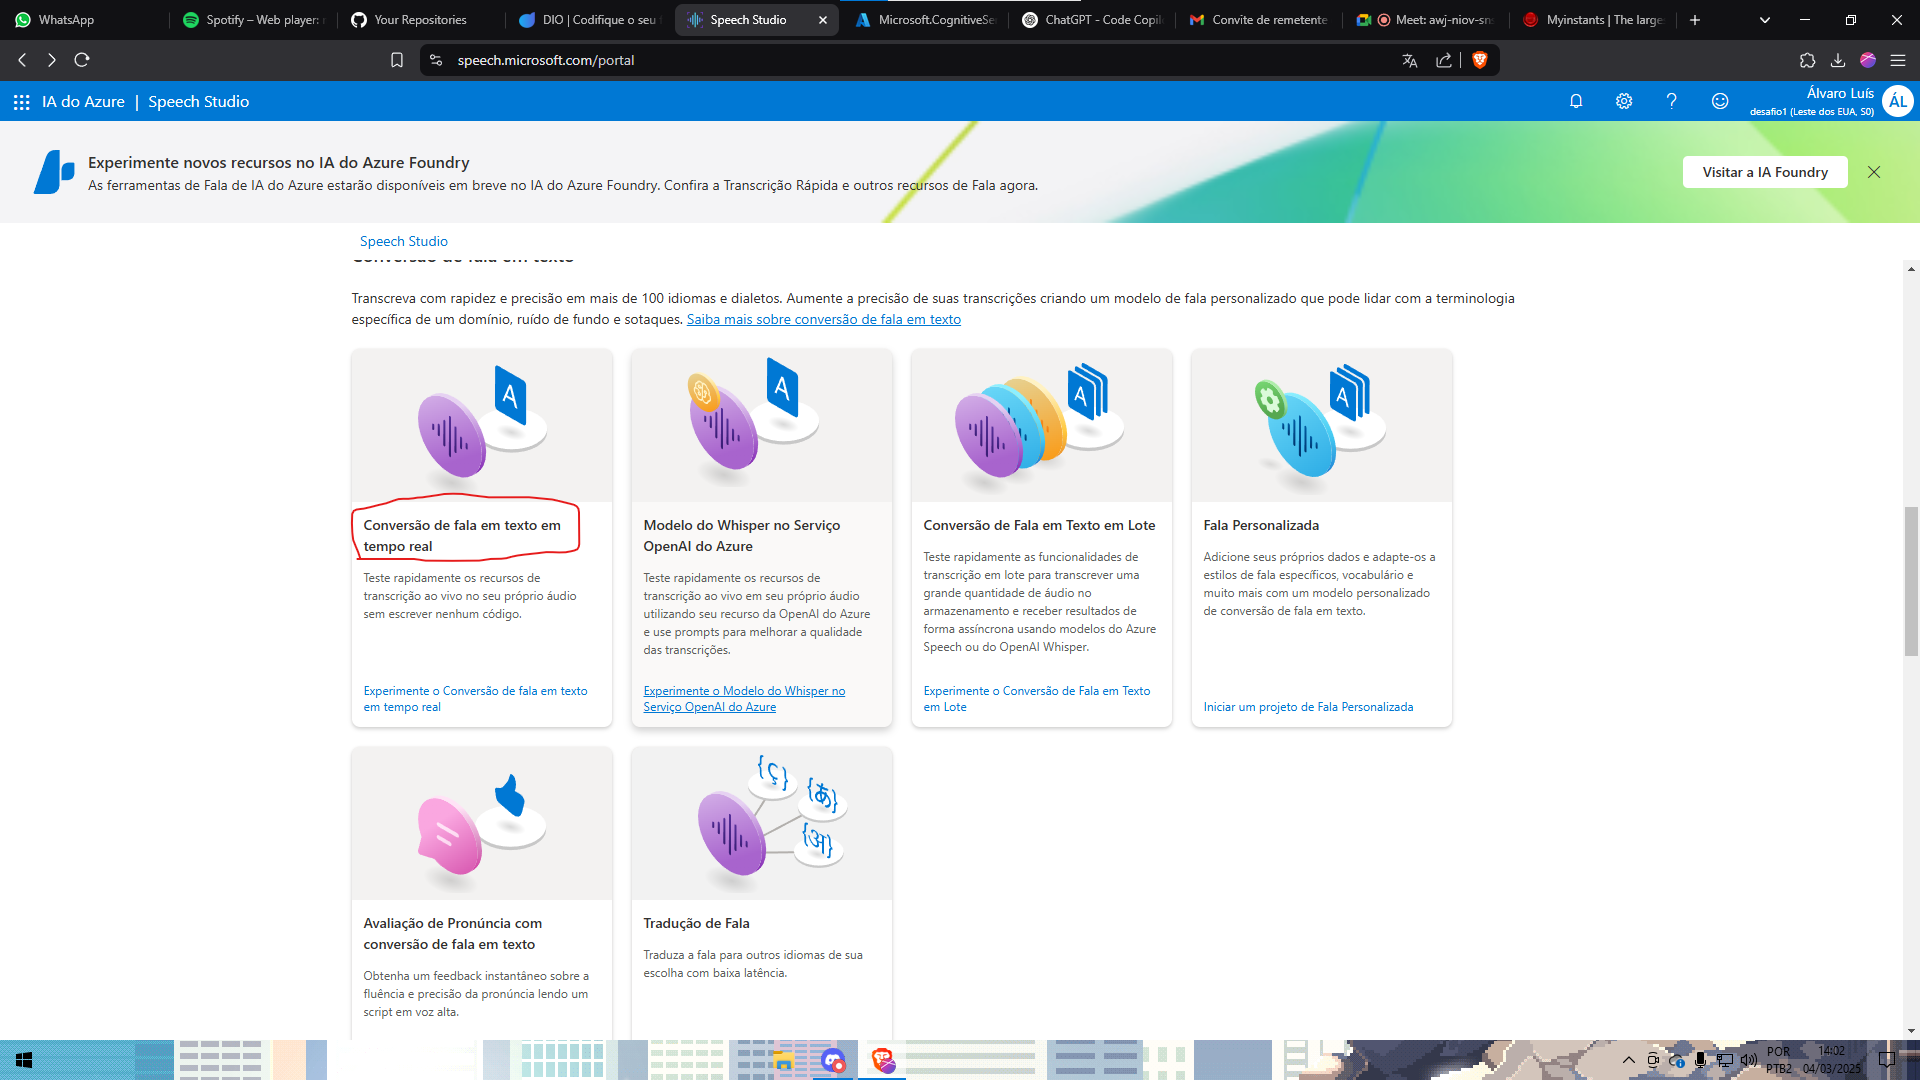 WhatsApp
Spotify – Web player:
Your Repositories
DIO | Codifique o seu
Speech Studio
Microsoft.CognitiveSe
ChatGPT - Code Copil
Convite de remetente
Meet: awj-niov-sn
Myinstants | The large
speech.microsoft.com/portal
IA do Azure | Speech Studio
Álvaro Luís
desafio1 (Leste dos EUA, S0)
ÁL
Experimente novos recursos no IA do Azure Foundry
As ferramentas de Fala de IA do Azure estarão disponíveis em breve no IA do Azure Foundry. Confira a Transcrição Rápida e outros recursos de Fala agora.
Visitar a IA Foundry
Speech Studio
Conversão de fala em texto
Transcreva com rapidez e precisão em mais de 100 idiomas e dialetos. Aumente a precisão de suas transcrições criando um modelo de fala personalizado que pode lidar com a terminologia
específica de um domínio, ruído de fundo e sotaques. Saiba mais sobre conversão de fala em texto
A
A
A
A
Conversão de fala em texto em
tempo real
Teste rapidamente os recursos de
transcrição ao vivo no seu próprio áudio
sem escrever nenhum código.
Experimente o Conversão de fala em texto
em tempo real
Modelo do Whisper no Serviço
OpenAI do Azure
Teste rapidamente os recursos de
transcrição ao vivo em seu próprio áudio
utilizando seu recurso da OpenAI do Azure
e use prompts para melhorar a qualidade
das transcrições.
Experimente o Modelo do Whisper no
Serviço OpenAI do Azure
Conversão de Fala em Texto em Lote
Teste rapidamente as funcionalidades de
transcrição em lote para transcrever uma
grande quantidade de áudio no
armazenamento e receber resultados de
forma assíncrona usando modelos do Azure
Speech ou do OpenAI Whisper.
Experimente o Conversão de Fala em Texto
em Lote
Fala Personalizada
Adicione seus próprios dados e adapte-os a
estilos de fala específicos, vocabulário e
muito mais com um modelo personalizado
de conversão de fala em texto.
Iniciar um projeto de Fala Personalizada
{ç}
{あ}
{अ}
Avaliação de Pronúncia com
conversão de fala em texto
Obtenha um feedback instantâneo sobre a
fluência e precisão da pronúncia lendo um
script em voz alta.
Tradução de Fala
Traduza a fala para outros idiomas de sua
escolha com baixa latência.
POR
PTB2
14:02
04/03/2025